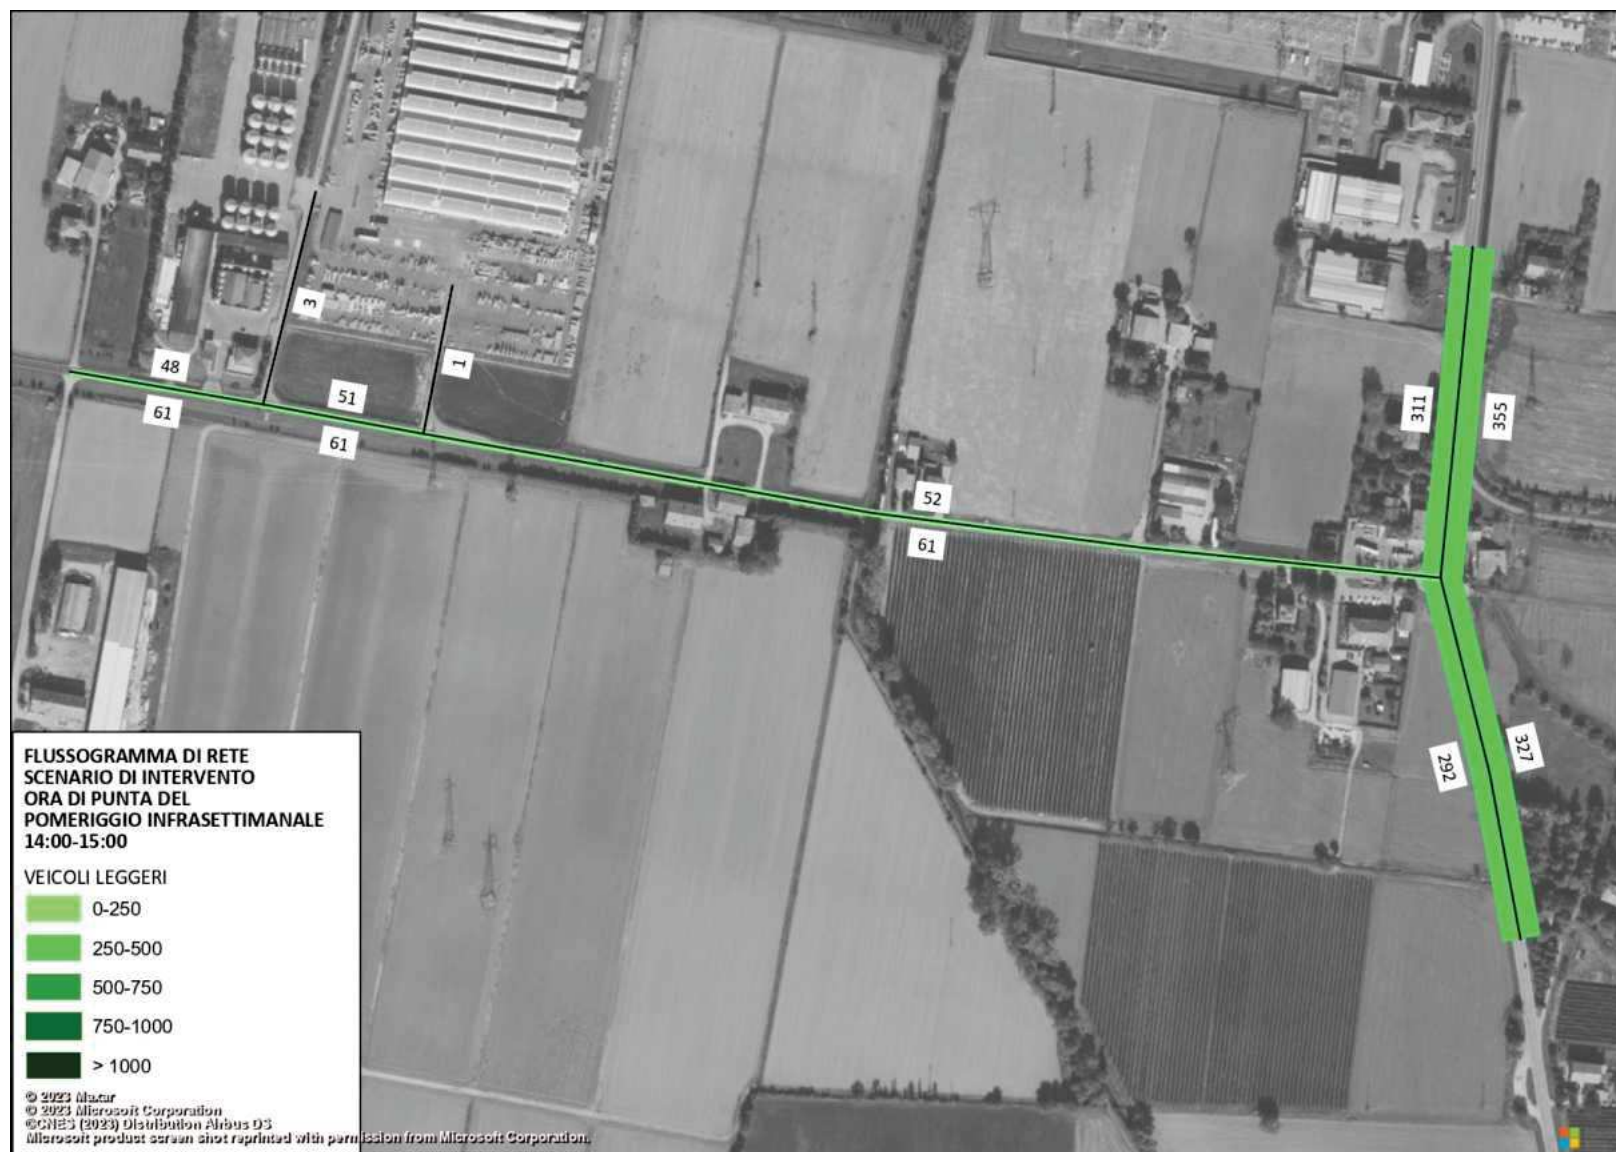 3
1
48
51
61
61
52
61
311
355
292
327
FLUSSOGRAMMA DI RETE
SCENARIO DI INTERVENTO
ORA DI PUNTA DEL
POMERIGGIO INFRASETTIMANALE
14:00-15:00
VEICOLI LEGGERI
0-250
250-500
500-750
750-1000
> 1000
© 2023 Maxar
© 2023 Microsoft Corporation
©CNES (2023) Distribution Airbus DS
Microsoft product screen shot reprinted with permission from Microsoft Corporation.